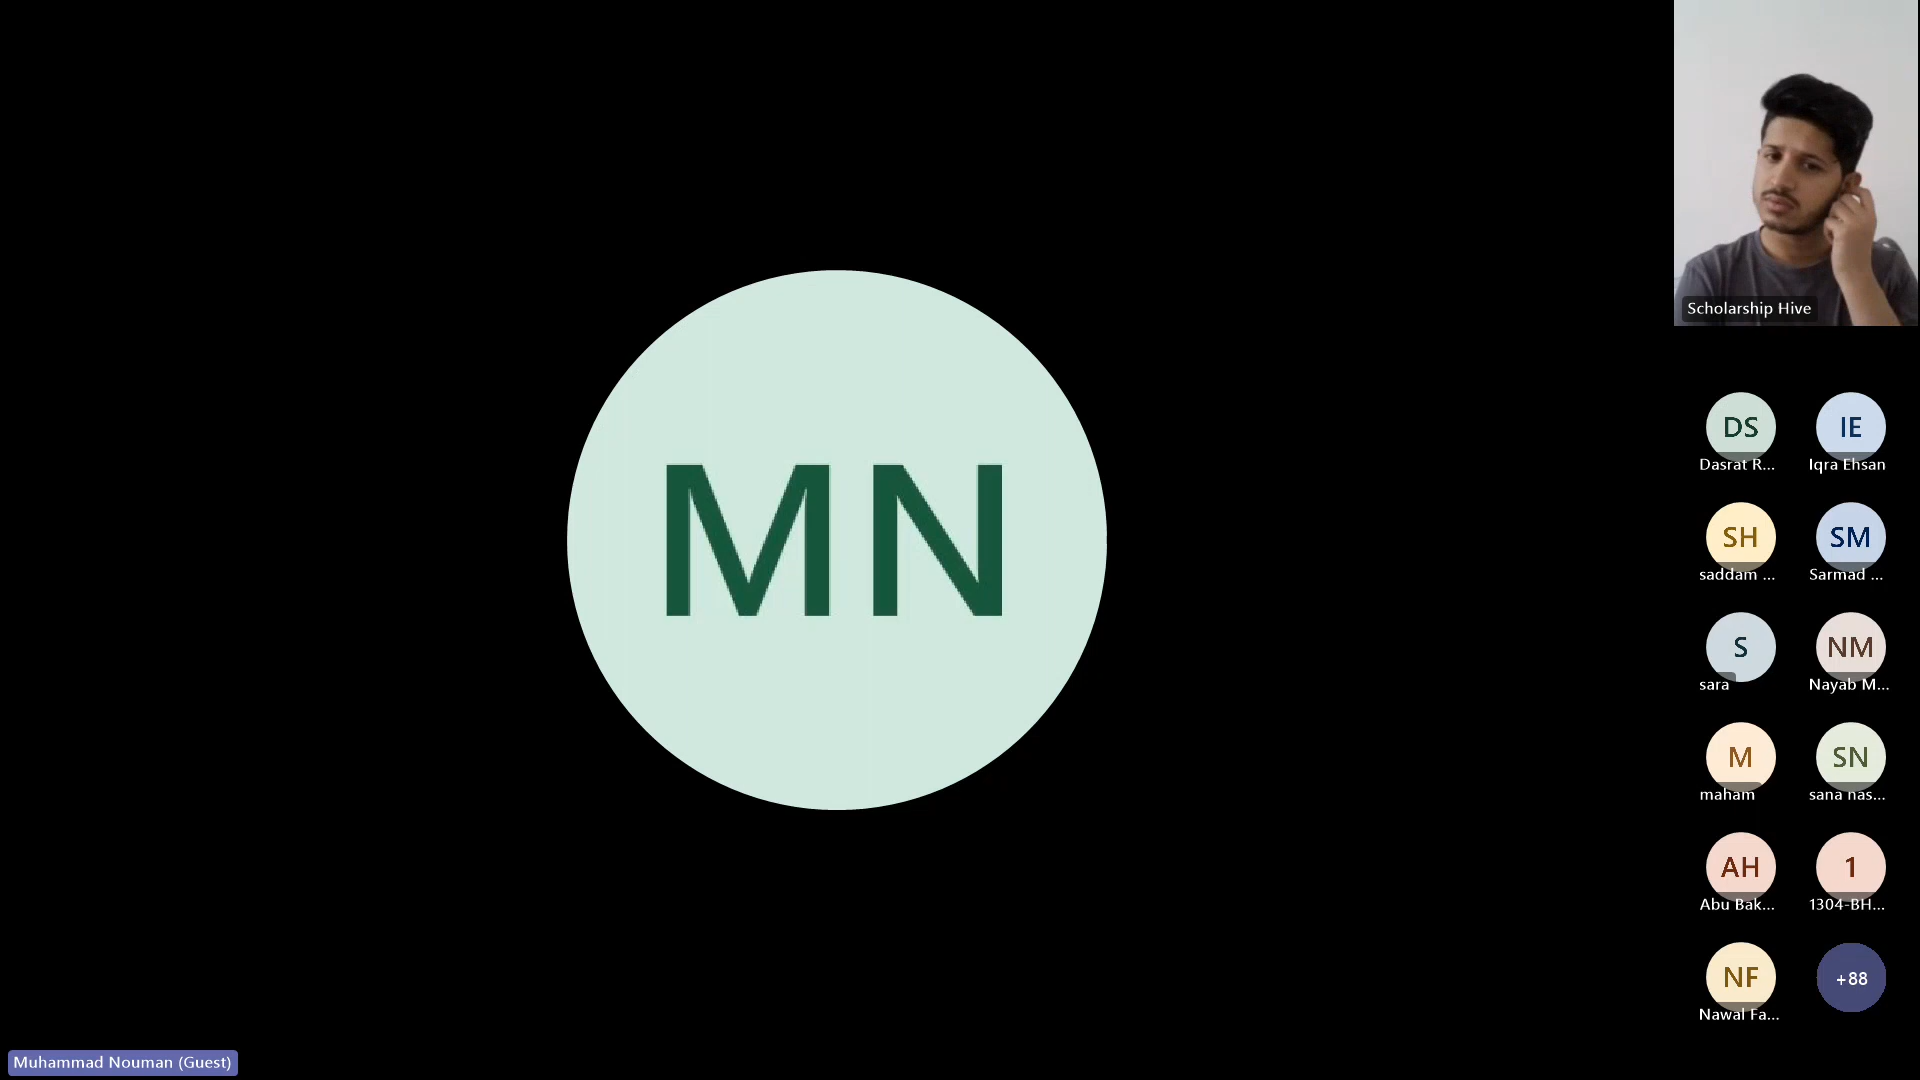 MN
Scholarship Hive
DS
Dasrat R...
IE
Iqra Ehsan
SH
saddam ...
SM
Sarmad ...
S
sara
NM
Nayab M...
M
maham
SN
sana nas...
AH
Abu Bak...
1
1304-BH...
NF
Nawal Fa...
+88
Muhammad Nouman (Guest)